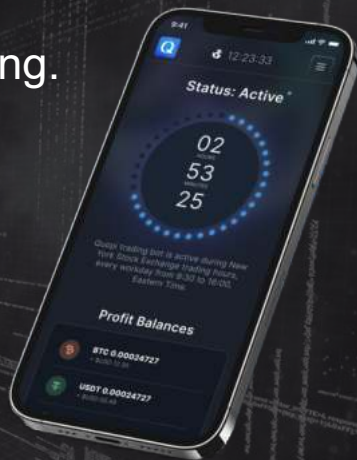 ng.
9:41
Q
12:23:33
Status: Active
02
HOURS
53
MINUTES
25
trading bot is active during New
York Stock Exchange trading hours,
every workday from 9:30 to 16:00,
Eastern Time.
Profit Balances
BTC 0.00024727
USDT 0.00024727